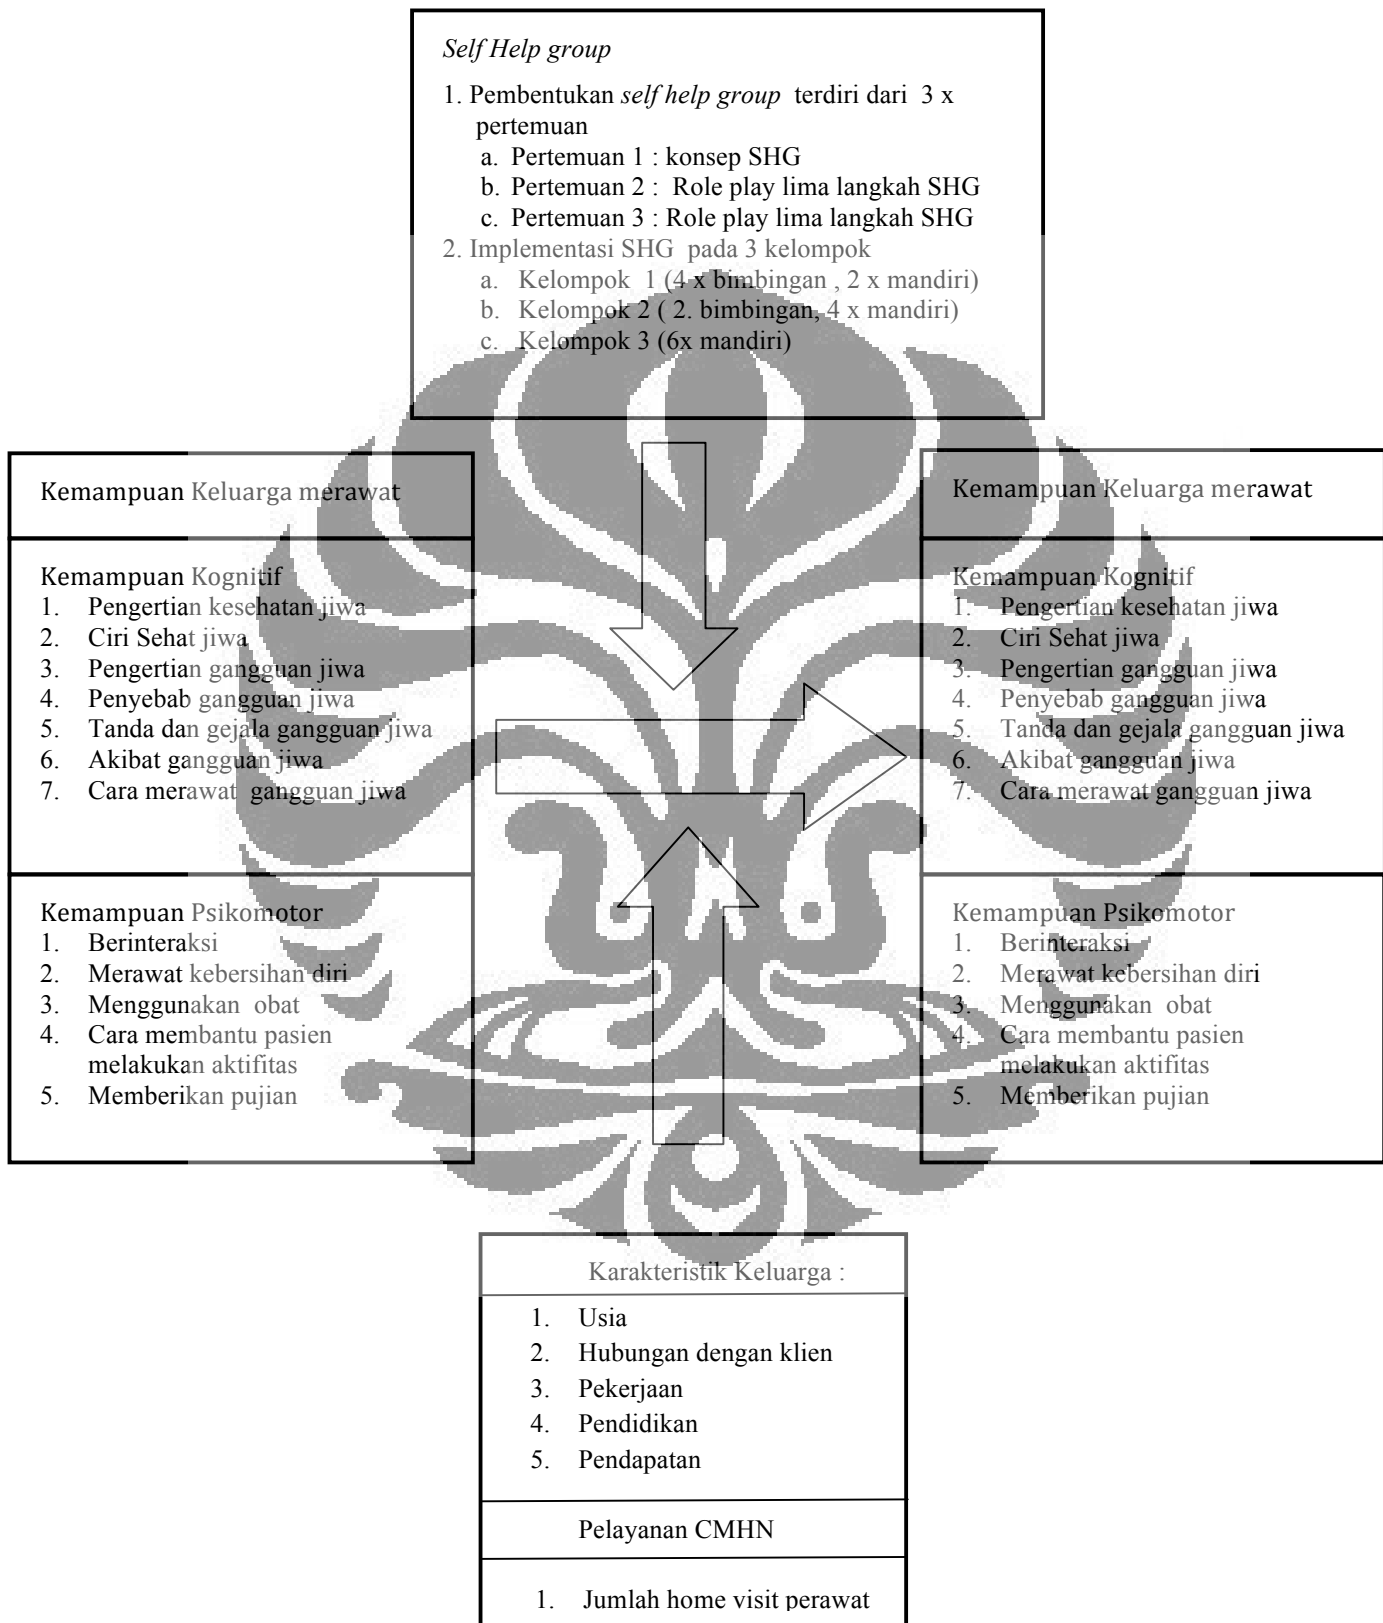 Self Help group
1. Pembentukan self help group terdiri dari 3 x
pertemuan
a. Pertemuan 1 : konsep SHG
b. Pertemuan 2 : Role play lima langkah SHG
c. Pertemuan 3 : Role play lima langkah SHG
2. Implementasi SHG pada 3 kelompok
a. Kelompok 1 (4 x bimbingan , 2 x mandiri)
b. Kelompok 2 ( 2. bimbingan, 4 x mandiri)
c. Kelompok 3 (6x mandiri)
Kemampuan Keluarga merawat
Kemampuan Kognitif
1. Pengertian kesehatan jiwa
2. Ciri Sehat jiwa
3. Pengertian gangguan jiwa
4. Penyebab gangguan jiwa
5. Tanda dan gejala gangguan jiwa
6. Akibat gangguan jiwa
7. Cara merawat gangguan jiwa
Kemampuan Psikomotor
1. Berinteraksi
2. Merawat kebersihan diri
3. Menggunakan obat
4. Cara membantu pasien
melakukan aktifitas
5. Memberikan pujian
Kemampuan Keluarga merawat
Kemampuan Kognitif
1. Pengertian kesehatan jiwa
2. Ciri Sehat jiwa
3. Pengertian gangguan jiwa
4. Penyebab gangguan jiwa
5. Tanda dan gejala gangguan jiwa
6. Akibat gangguan jiwa
7. Cara merawat gangguan jiwa
Kemampuan Psikomotor
1. Berinteraksi
2. Merawat kebersihan diri
3. Menggunakan obat
4. Cara membantu pasien
melakukan aktifitas
5. Memberikan pujian
Karakteristik Keluarga :
1. Usia
2. Hubungan dengan klien
3. Pekerjaan
4. Pendidikan
5. Pendapatan
Pelayanan CMHN
1. Jumlah home visit perawat